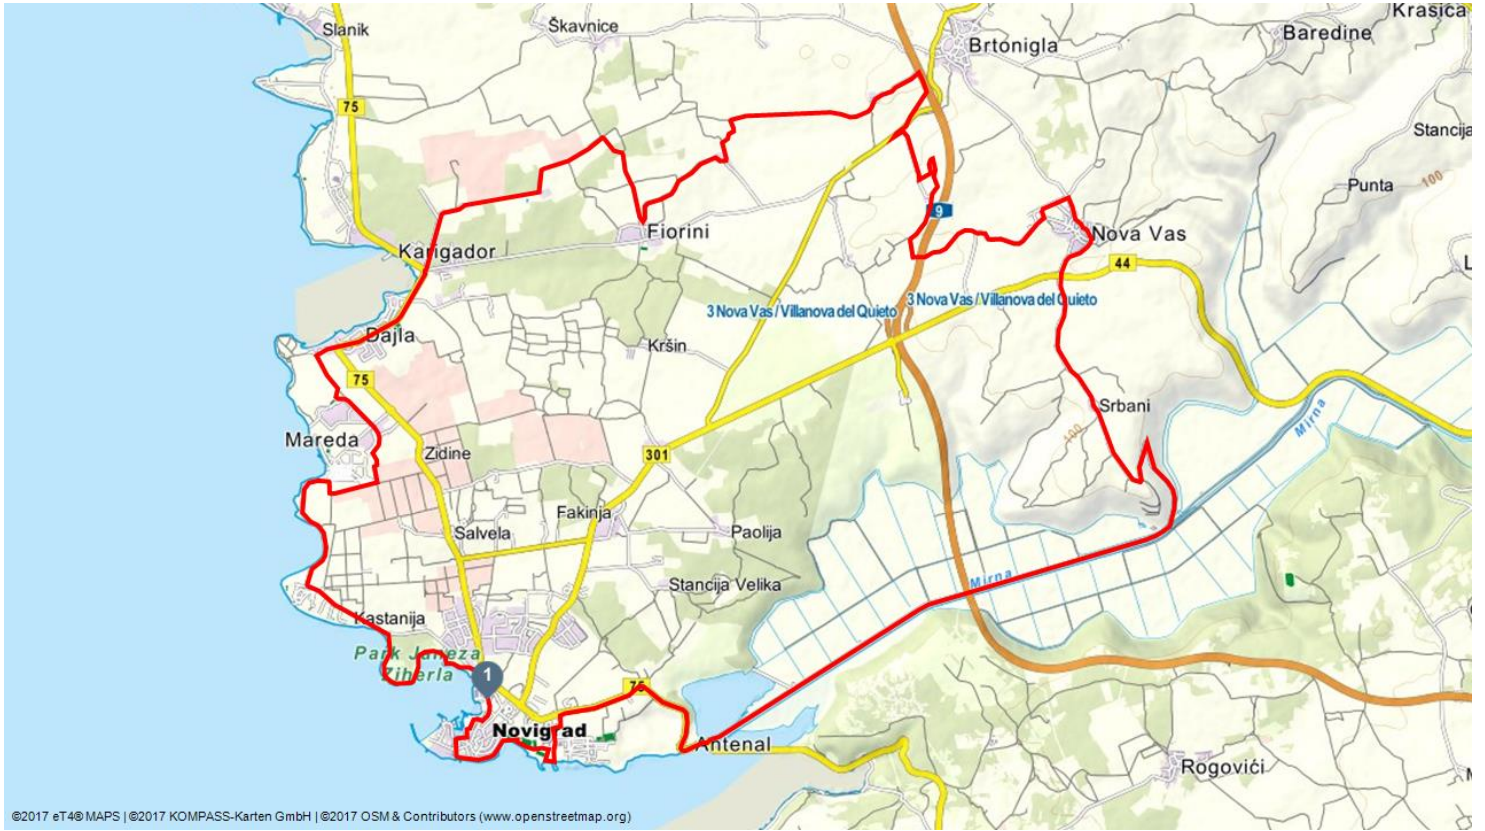 Krasica
Slanik
Škavnice
Baredine
Brtonigla
75
Stancija
Punta
100
9
Fiorini
Nova Vas
Karigador
44
3 Nova Vas / Villanova del Quieto
3 Nova Vas / Villanova del Quieto
Dajla
Kršin
75
Srbani
Mirna
100
Mareda
Zidine
301
Fakinja
Salvela
Paolija
Mirna
Stancija Velika
Kastanija
Park Janeza
Ziherla
1
75
Novigrad
Antenal
Rogovići
©2017 eT4® MAPS | ©2017 KOMPASS-Karten GmbH | ©2017 OSM & Contributors (www.openstreetmap.org)